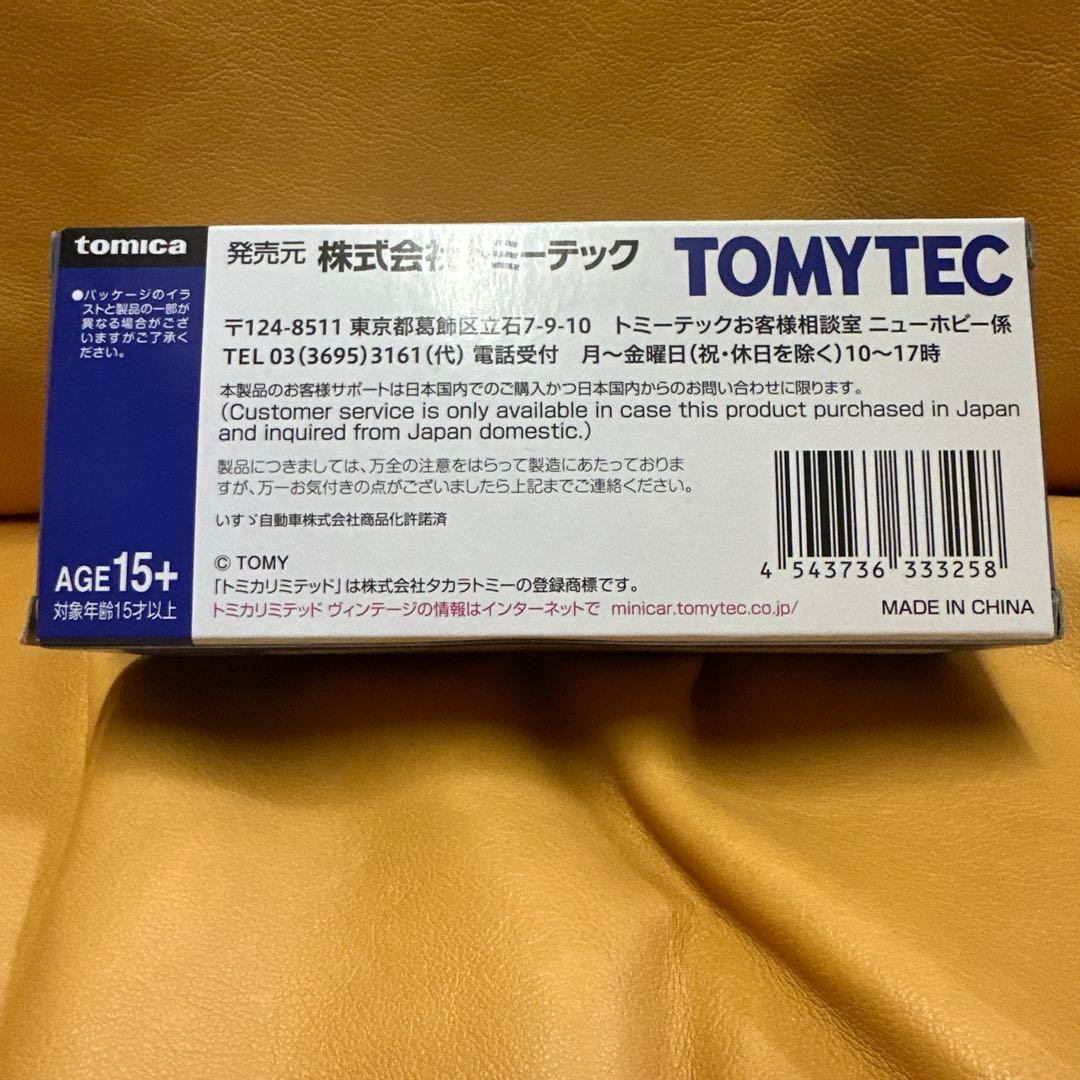 tomica
●パッケージのイラ
ストと製品の一部が
異なる場合がござ
いますがご了承く
ださい。
AGE15+
対象年齢15才以上
発売元 株式会社トミーテック TOMYTEC
〒124-8511 東京都葛飾区立石7-9-10 トミーテックお客様相談室 ニューホビー係
TEL 03(3695)3161(代) 電話受付 月〜金曜日(祝・休日を除く)10〜17時
本製品のお客様サポートは日本国内でのご購入かつ日本国内からのお問い合わせに限ります。
(Customer service is only available in case this product purchased in Japan
and inquired from Japan domestic.)
製品につきましては、万全の注意をはらって製造にあたっておりま
すが、万一お気付きの点がございましたら上記までご連絡ください。
いすゞ自動車株式会社商品化許諾済
© TOMY
「トミカリミテッド」は株式会社タカラトミーの登録商標です。
トミカリミテッド ヴィンテージの情報はインターネットで minicar.tomytec.co.jp/
4 543736 333258
MADE IN CHINA